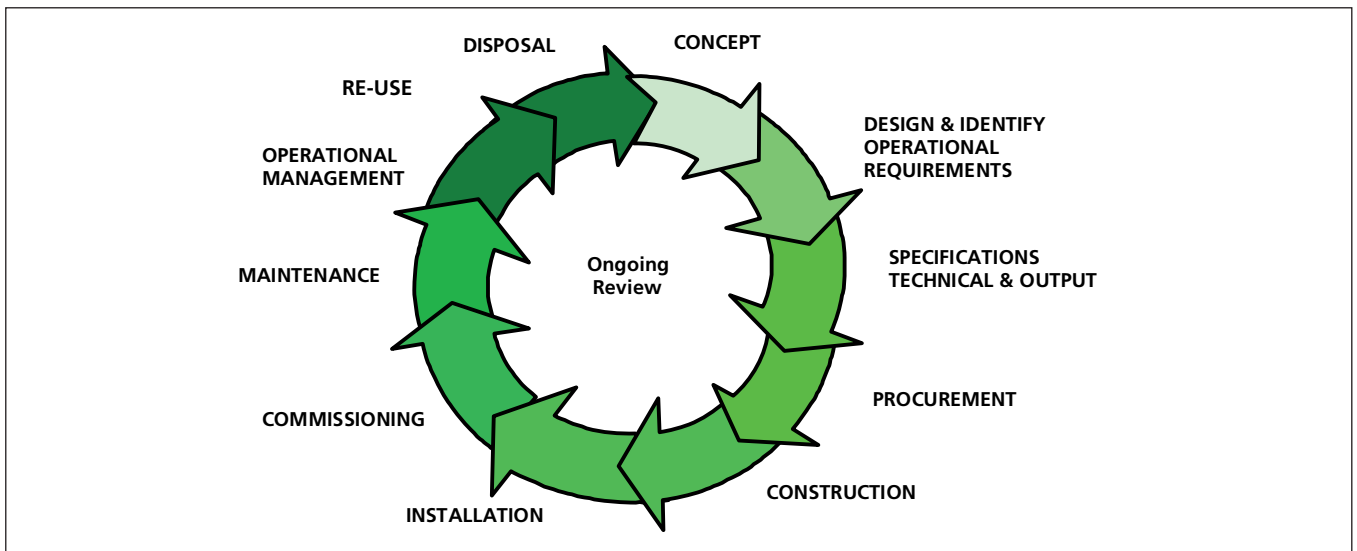 CONCEPT
DESIGN & IDENTIFY
OPERATIONAL
REQUIREMENTS
SPECIFICATIONS
TECHNICAL & OUTPUT
PROCUREMENT
CONSTRUCTION
INSTALLATION
COMMISSIONING
MAINTENANCE
OPERATIONAL
MANAGEMENT
RE-USE
DISPOSAL
Ongoing
Review